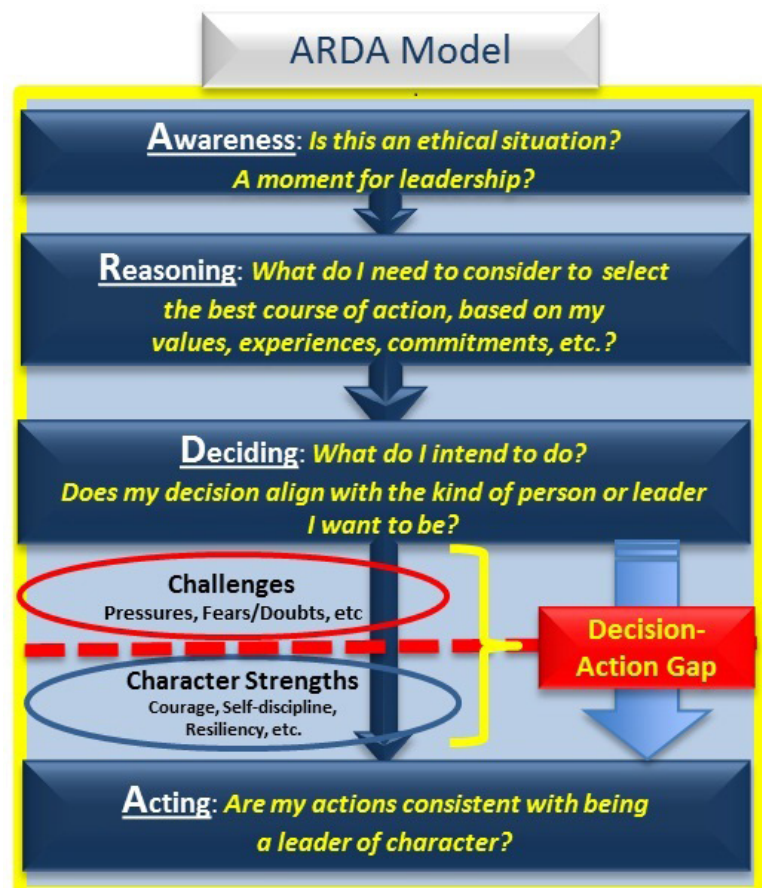 ARDA Model
Awareness: Is this an ethical situation?
A moment for leadership?
Reasoning: What do I need to consider to select
the best course of action, based on my
values, experiences, commitments, etc.?
Deciding: What do I intend to do?
Does my decision align with the kind of person or leader
I want to be?
Challenges
Pressures, Fears/Doubts, etc
Decision-
Action Gap
Character Strengths
Courage, Self-discipline,
Resiliency, etc.
Acting: Are my actions consistent with being
a leader of character?